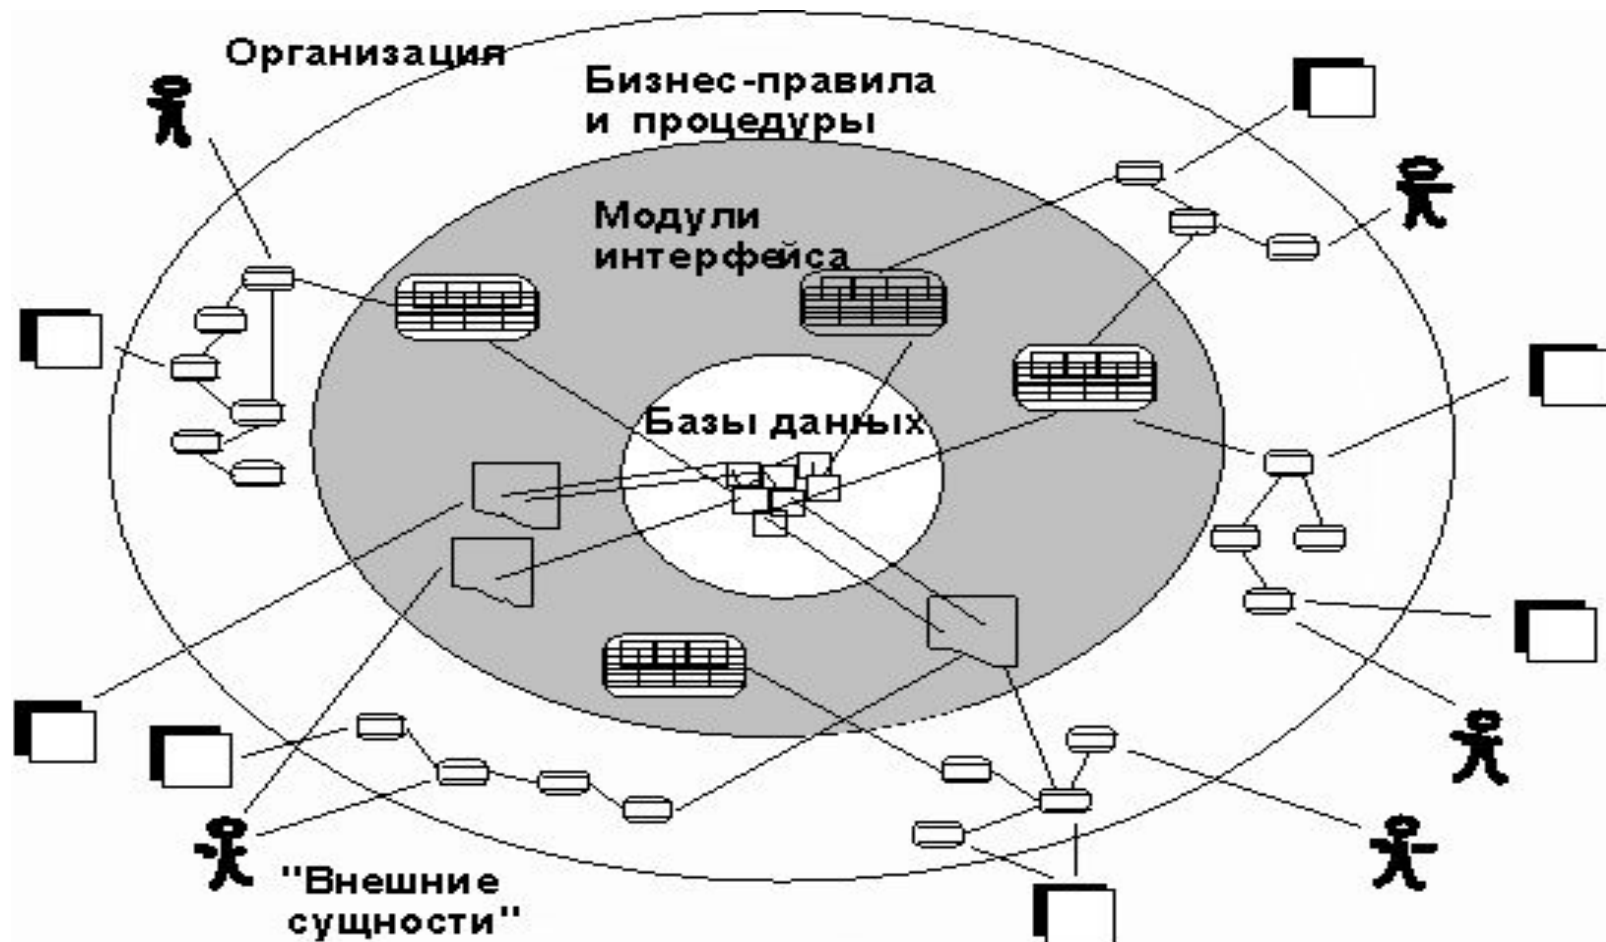 Организация
Бизнес-правила
и процедуры
Модули
интерфейса
Базы данных
"Внешние
сущности"